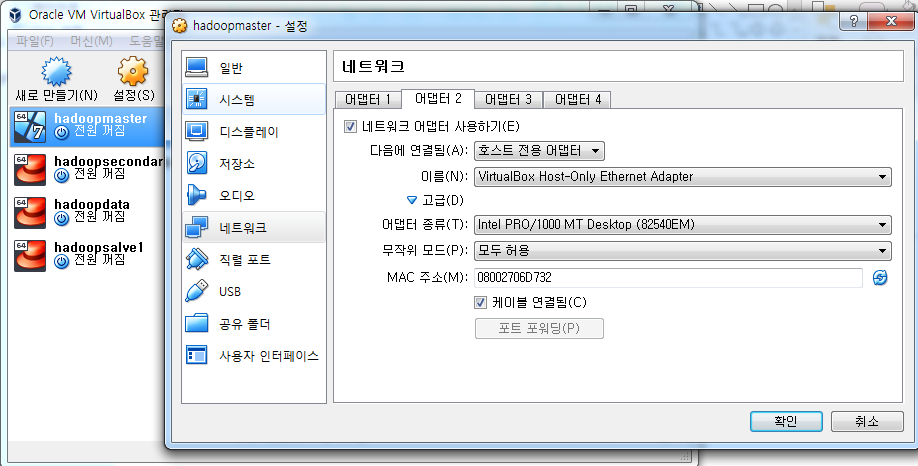 Oracle VM VirtualBox 관리
파일(F) 머신(M) 도움말
새로 만들기(N) 설정(S)
64 7 hadoopmaster
전원 꺼짐
64 hadoopsecondar
전원 꺼짐
64 hadoopdata
전원 꺼짐
64 hadoopsalve1
전원 꺼짐
hadoopmaster - 설정
일반
시스템
디스플레이
저장소
오디오
네트워크
직렬 포트
USB
공유 폴더
사용자 인터페이스
네트워크
어댑터 1 어댑터 2 어댑터 3 어댑터 4
네트워크 어댑터 사용하기(E)
다음에 연결됨(A): 호스트 전용 어댑터
이름(N): VirtualBox Host-Only Ethernet Adapter
고급(D)
어댑터 종류(T): Intel PRO/1000 MT Desktop (82540EM)
무작위 모드(P): 모두 허용
MAC 주소(M): 08002706D732
케이블 연결됨(C)
포트 포워딩(P)
확인 취소